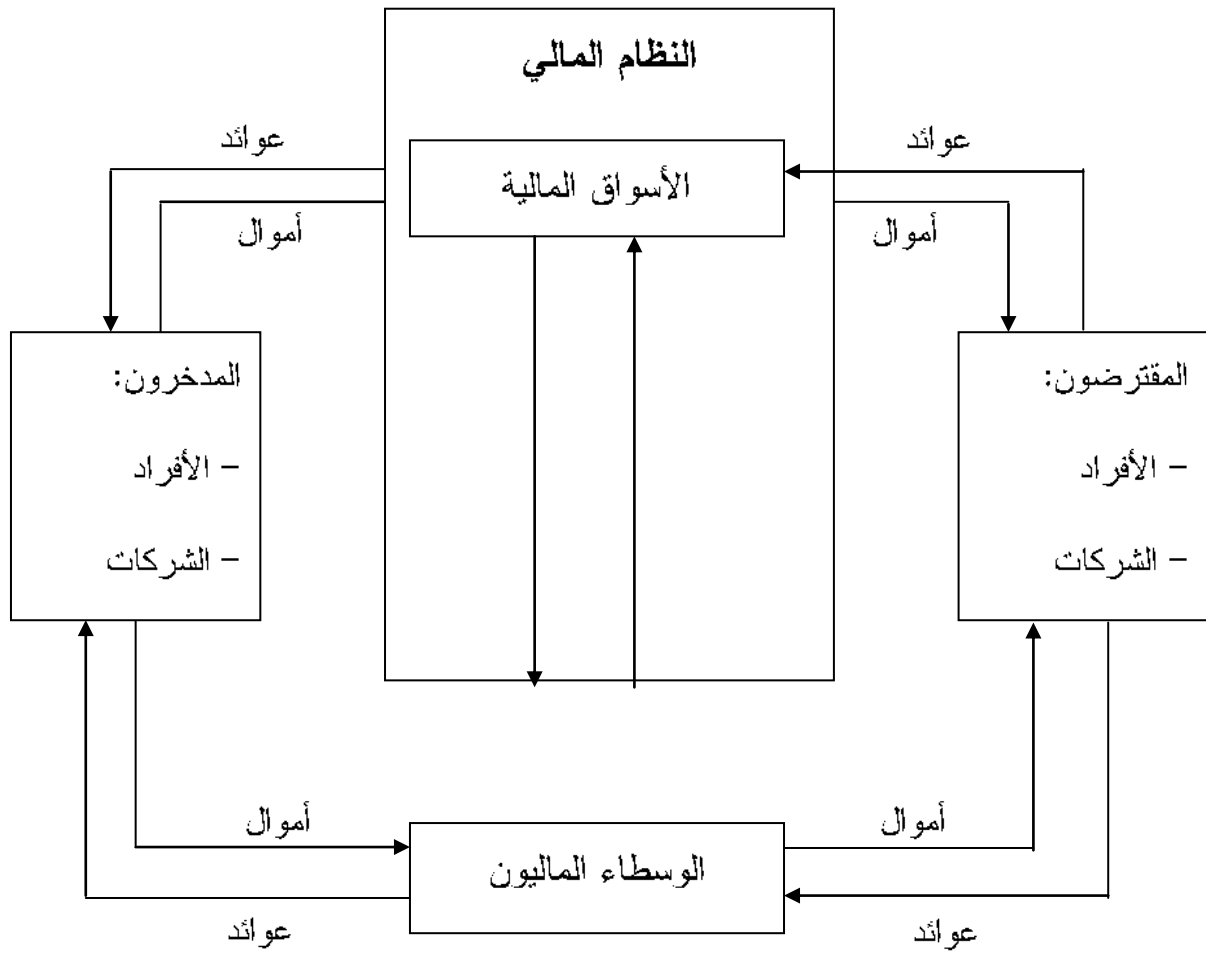 النظام المالي
عوائد
عوائد
الأسواق المالية
أموال
أموال
المقترضون:
– الأفراد
– الشركات
المدخرون:
– الأفراد
– الشركات
أموال
أموال
الوسطاء الماليون
عوائد
عوائد